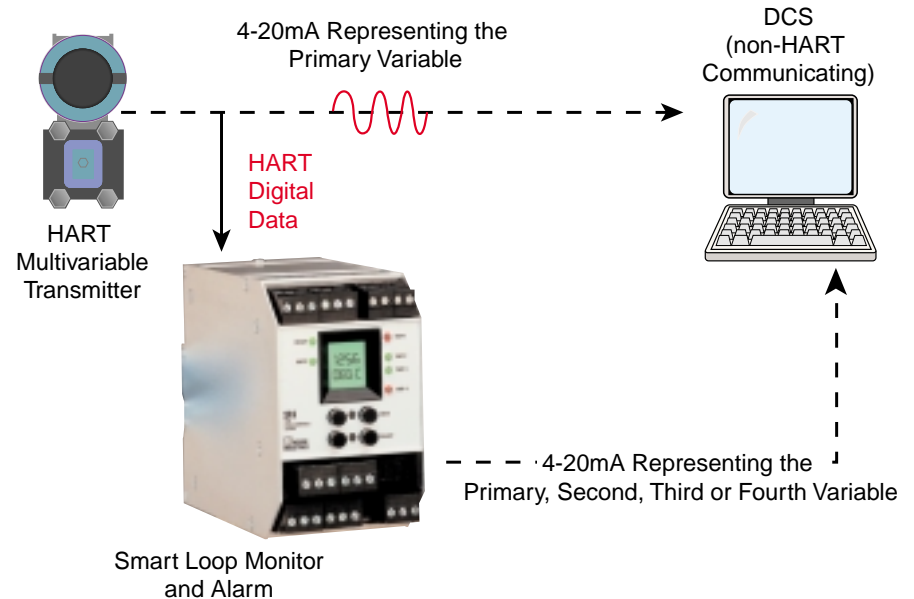 4-20mA Representing the
Primary Variable
DCS
(non-HART
Communicating)
HART
Digital
Data
HART
Multivariable
Transmitter
4-20mA Representing the
Primary, Second, Third or Fourth Variable
Smart Loop Monitor
and Alarm